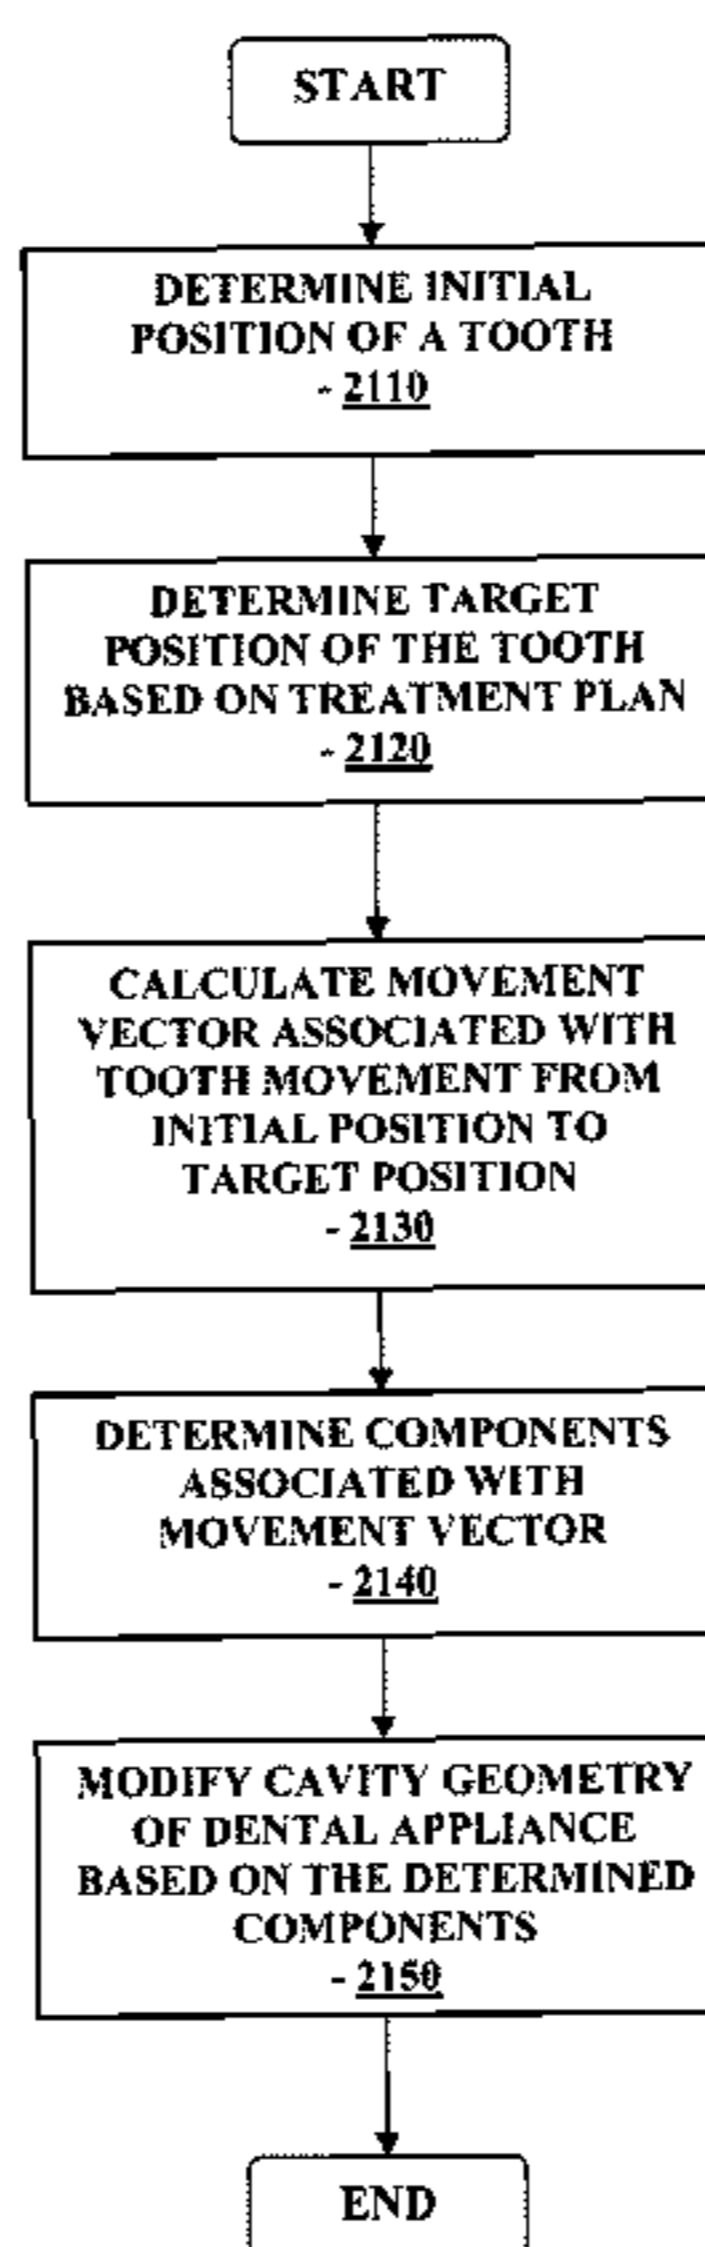 START
DETERMINE INITIAL
POSITION OF A TOOTH
- 2110
DETERMINE TARGET
POSITION OF THE TOOTH
BASED ON TREATMENT PLAN
- 2120
CALCULATE MOVEMENT
VECTOR ASSOCIATED WITH
TOOTH MOVEMENT FROM
INITIAL POSITION TO
TARGET POSITION
- 2130
DETERMINE COMPONENTS
ASSOCIATED WITH
MOVEMENT VECTOR
- 2140
MODIFY CAVITY GEOMETRY
OF DENTAL APPLIANCE
BASED ON THE DETERMINED
COMPONENTS
- 2150
END